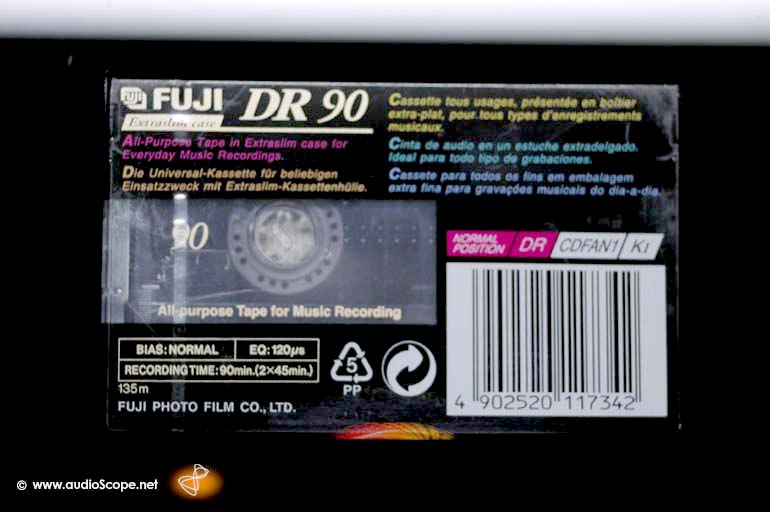 FUJI DR 90
Extraslim case
All-Purpose Tape in Extraslim case for
Everyday Music Recordings.
Die Universal-Kassette für beliebigen
Einsatzzweck mit Extraslim-Kassettenhülle.
Cassette tous usages, présentée en boîtier
extra-plat, pour tous types d'enregistrements
musicaux.
Cinta de audio en un estuche extradelgado.
Ideal para todo tipo de grabaciones.
Cassete para todos os fins em embalagem
extra fina para gravações musicais do dia-a-dia.
90
All-purpose Tape for Music Recording
NORMAL
POSITION
DR
CDFAN1
K1
BIAS:NORMAL
EQ:120µs
RECORDING TIME:90min.(2×45min.)
135m
FUJI PHOTO FILM CO., LTD.
5
PP
4 902520 117342
© www.audioScope.net